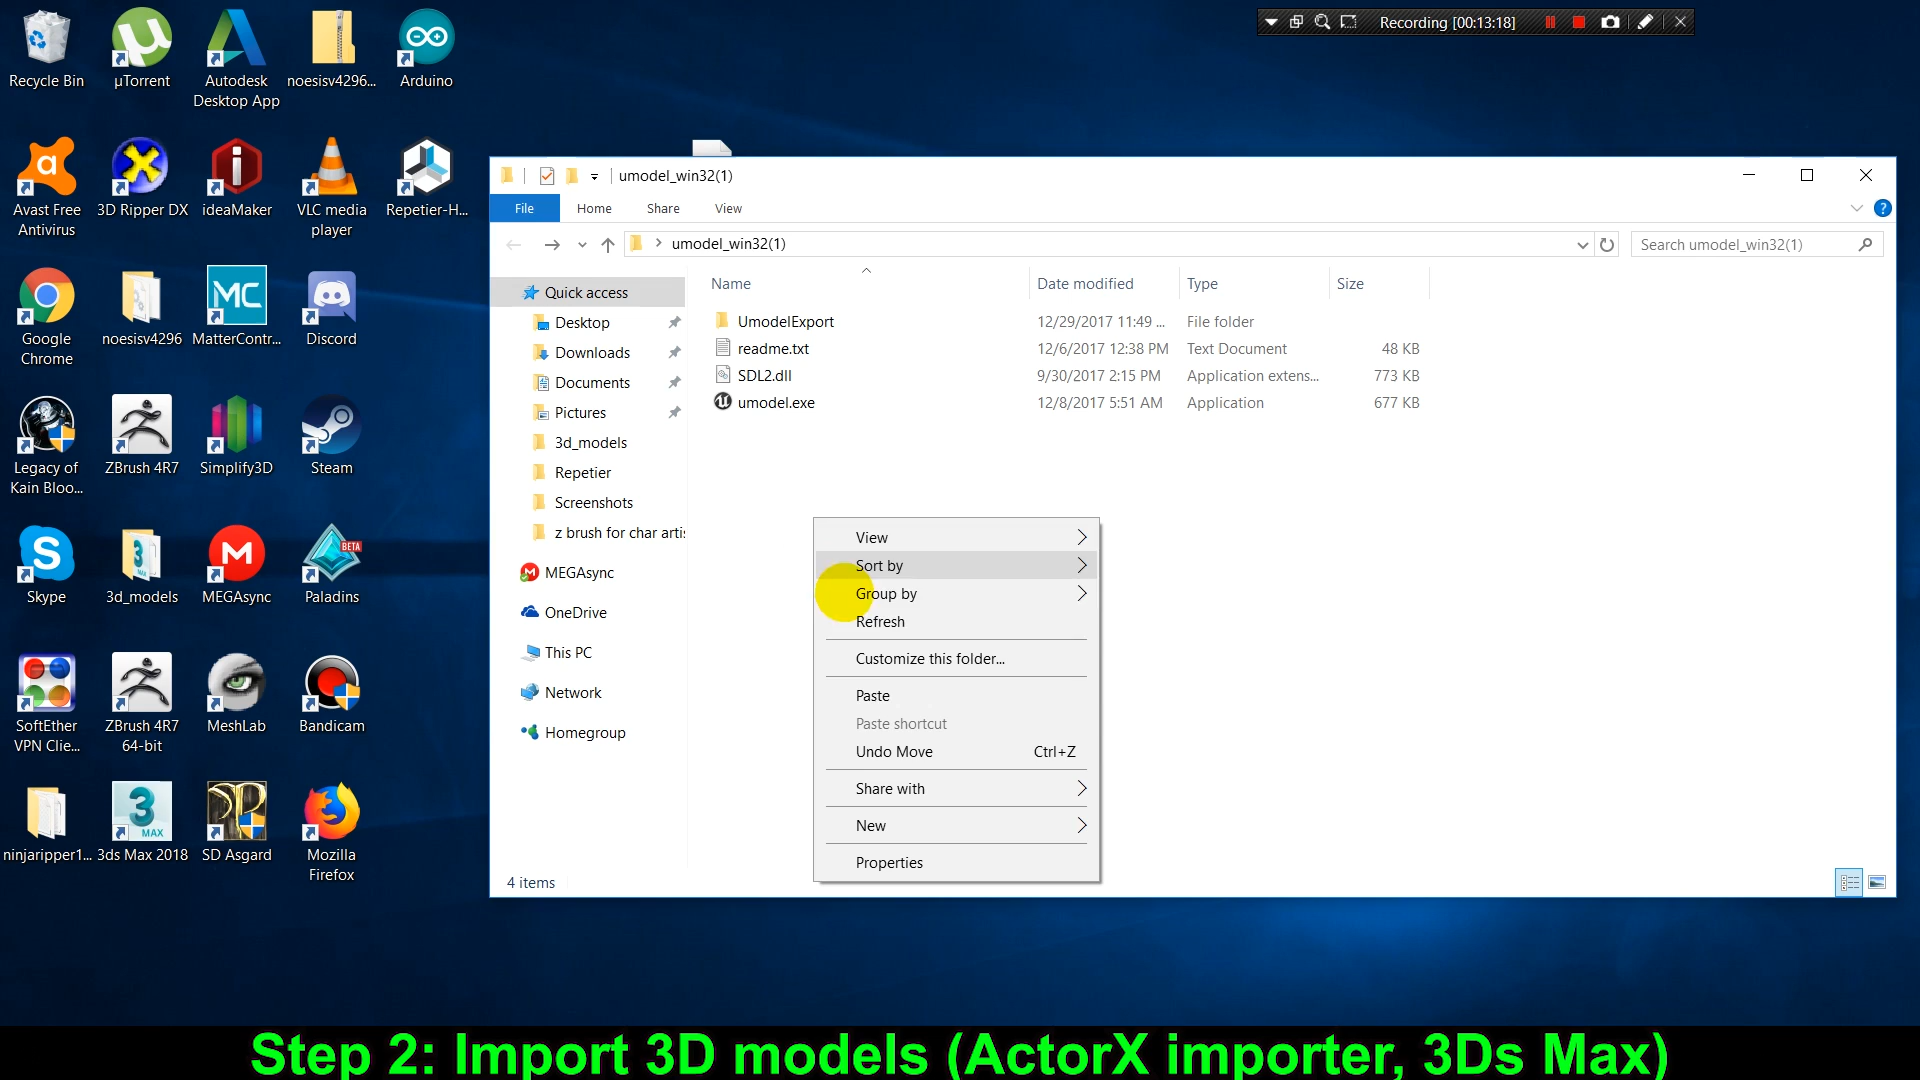 Recording [00:13:18]
Recycle Bin
µTorrent
Autodesk
Desktop App
noesisv4296...
Arduino
Avast Free
Antivirus
3D Ripper DX
ideaMaker
VLC media
player
Repetier-H...
Google
Chrome
noesisv4296
MC
MatterContr...
Discord
Legacy of
Kain Bloo...
ZBrush 4R7
Simplify3D
Steam
Skype
3d_models
MEGAsync
BETA
Paladins
SoftEther
VPN Clie...
ZBrush 4R7
64-bit
MeshLab
Bandicam
ninjaripper1...
MAX
3ds Max 2018
SD Asgard
Mozilla
Firefox
umodel_win32(1)
File
Home
Share
View
umodel_win32(1)
Search umodel_win32(1)
Name
Date modified
Type
Size
UmodelExport 12/29/2017 11:49 ... File folder
readme.txt 12/6/2017 12:38 PM Text Document 48 KB
SDL2.dll 9/30/2017 2:15 PM Application extens... 773 KB
umodel.exe 12/8/2017 5:51 AM Application 677 KB
Quick access
Desktop
Downloads
Documents
Pictures
3d_models
Repetier
Screenshots
z brush for char artis
MEGAsync
OneDrive
This PC
Network
Homegroup
View
Sort by
Group by
Refresh
Customize this folder...
Paste
Paste shortcut
Undo Move Ctrl+Z
Share with
New
Properties
4 items
Step 2: Import 3D models (ActorX importer, 3Ds Max)